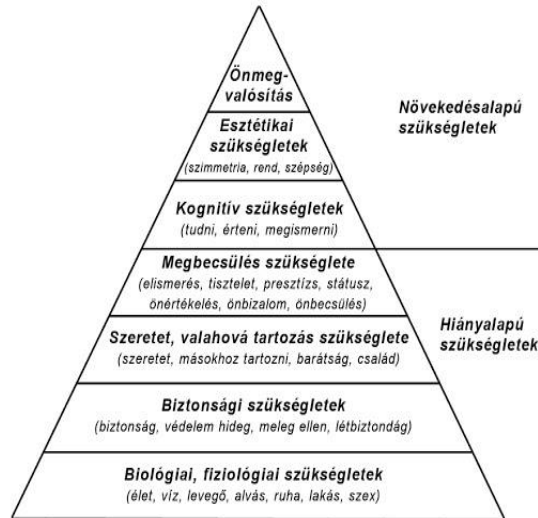 Önmeg-
valósítás
Növekedésalapú
szükségletek
Esztétikai
szükségletek
(szimmetria, rend, szépség)
Kognitív szükségletek
(tudni, érteni, megismerni)
Megbecsülés szükséglete
(elismerés, tisztelet, presztízs, státusz,
önértékelés, önbizalom, önbecsülés)
Hiányalapú
szükségletek
Szeretet, valahová tartozás szükséglete
(szeretet, másokhoz tartozni, barátság, család)
Biztonsági szükségletek
(biztonság, védelem hideg, meleg ellen, létbiztondág)
Biológiai, fiziológiai szükségletek
(élet, víz, levegő, alvás, ruha, lakás, szex)